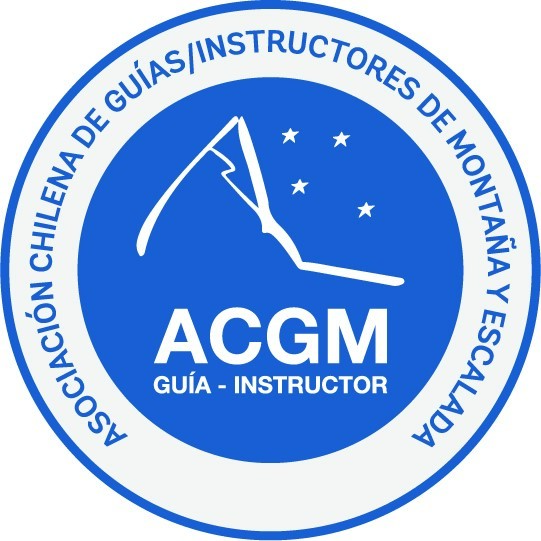 ASOCIACIÓN CHILENA DE GUÍAS/INSTRUCTORES DE MONTAÑA Y ESCALADA
ACGM
GUÍA - INSTRUCTOR